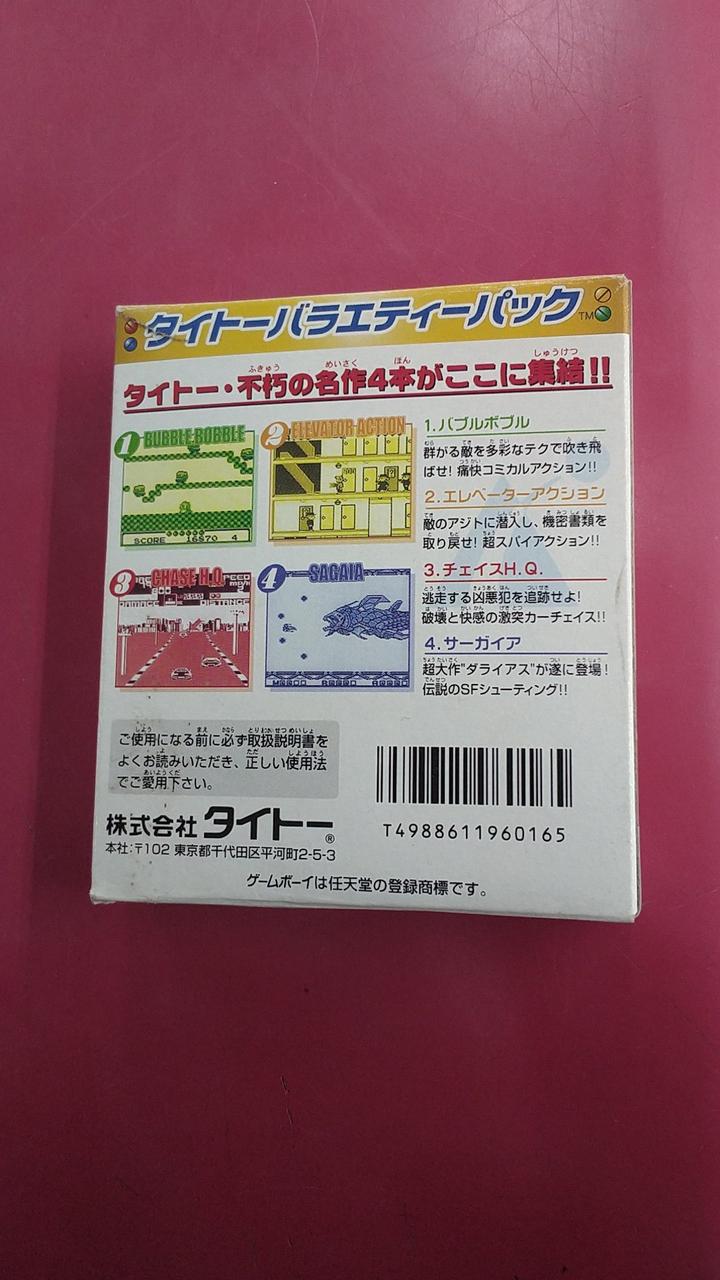 タイトーバラエティーパック TM
タイトー・不朽の名作4本がここに集結!!
1 BUBBLE BOBBLE
SCORE 16570 4
2 ELEVATOR ACTION
3 CHASE H.Q.
DAMAGE DISTANCE
4 SAGAIA
1.バブルボブル
群がる敵を多彩なテクで吹き飛
ばせ! 痛快コミカルアクション!!
2.エレベーターアクション
敵のアジトに潜入し、機密書類を
取り戻せ! 超スパイアクション!!
3.チェイスH.Q.
逃走する凶悪犯を追跡せよ!
破壊と快感の激突カーチェイス!!
4.サーガイア
超大作"ダライアス"が遂に登場!
伝説のSFシューティング!!
ご使用になる前に必ず取扱説明書を
よくお読みいただき、正しい使用法
でご愛用下さい。
株式会社 タイトー®
本社:〒102 東京都千代田区平河町2-5-3
T4988611960165
ゲームボーイは任天堂の登録商標です。